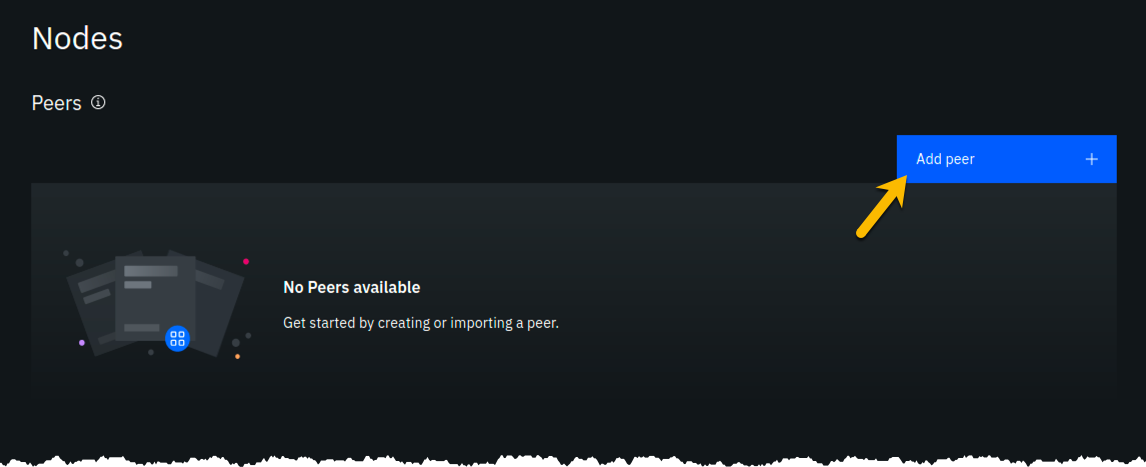 Nodes
Peers
Add peer
No Peers available
Get started by creating or importing a peer.